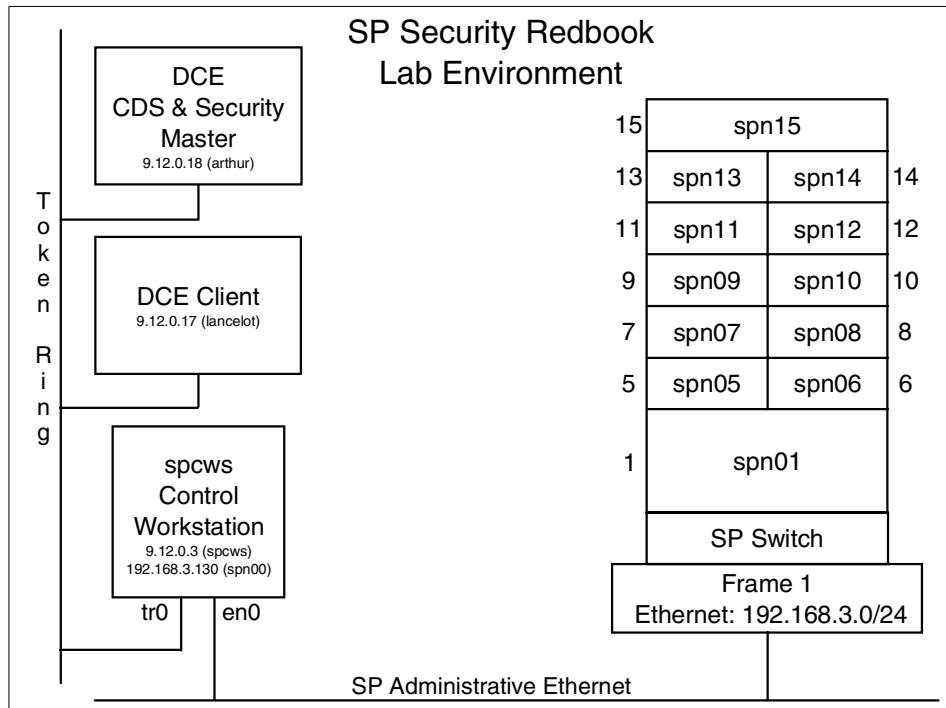 SP Security Redbook
Lab Environment
DCE
CDS & Security
Master
9.12.0.18 (arthur)
Token Ring
DCE Client
9.12.0.17 (lancelot)
spcws
Control
Workstation
9.12.0.3 (spcws)
192.168.3.130 (spn00)
tr0
en0
15 spn15
13 spn13 spn14 14
11 spn11 spn12 12
9 spn09 spn10 10
7 spn07 spn08 8
5 spn05 spn06 6
1 spn01
SP Switch
Frame 1
Ethernet: 192.168.3.0/24
SP Administrative Ethernet